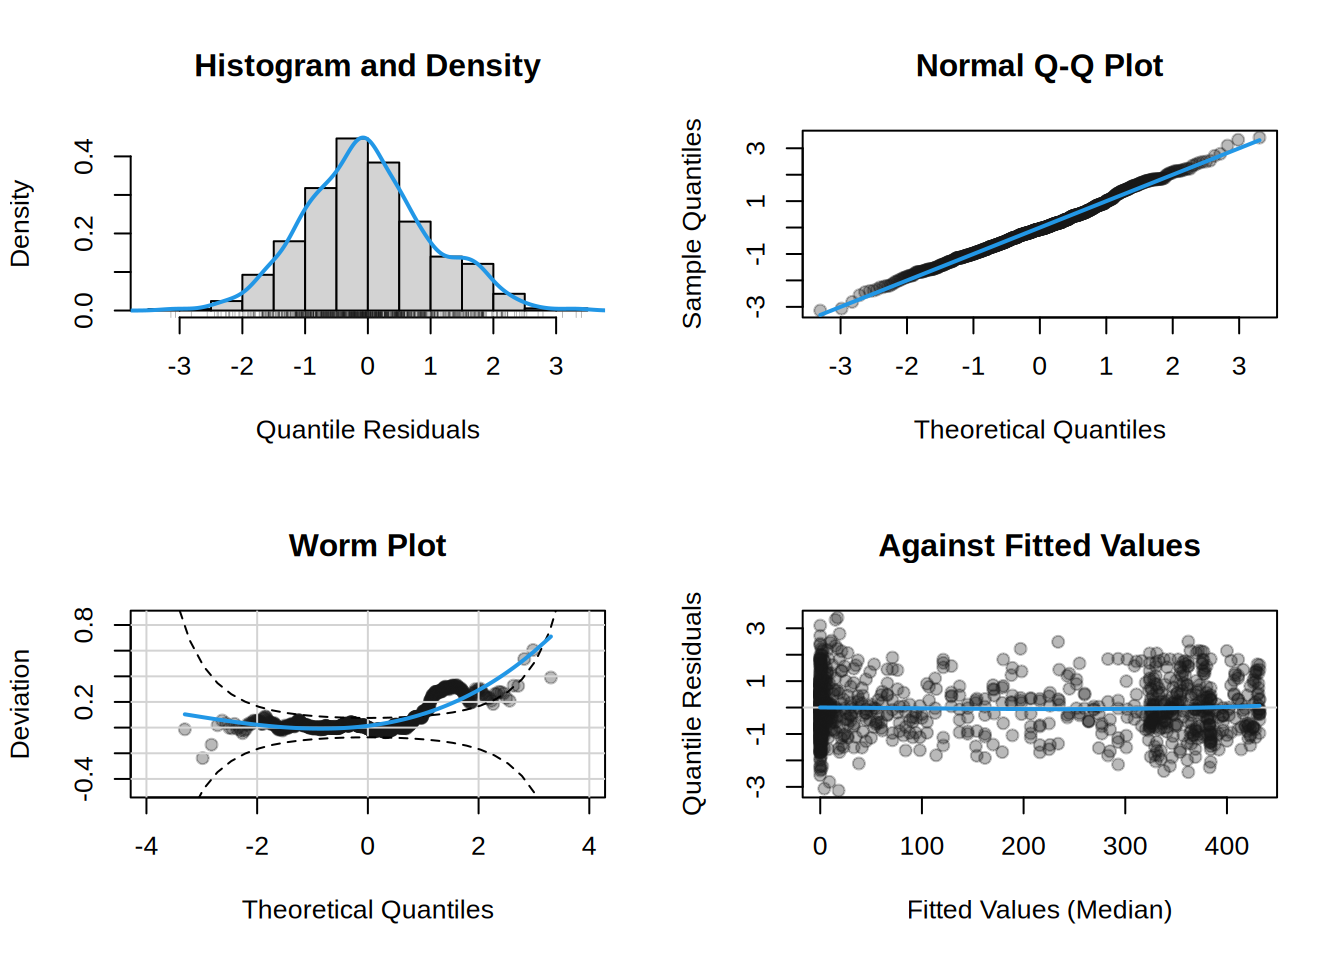 Histogram and Density
Density
0.0 0.2 0.4
-3 -2 -1 0 1 2 3
Quantile Residuals
Normal Q-Q Plot
Sample Quantiles
-3 -1 1 3
-3 -2 -1 0 1 2 3
Theoretical Quantiles
Worm Plot
Deviation
-0.4 0.2 0.8
-4 -2 0 2 4
Theoretical Quantiles
Against Fitted Values
Quantile Residuals
-3 -1 1 3
0 100 200 300 400
Fitted Values (Median)